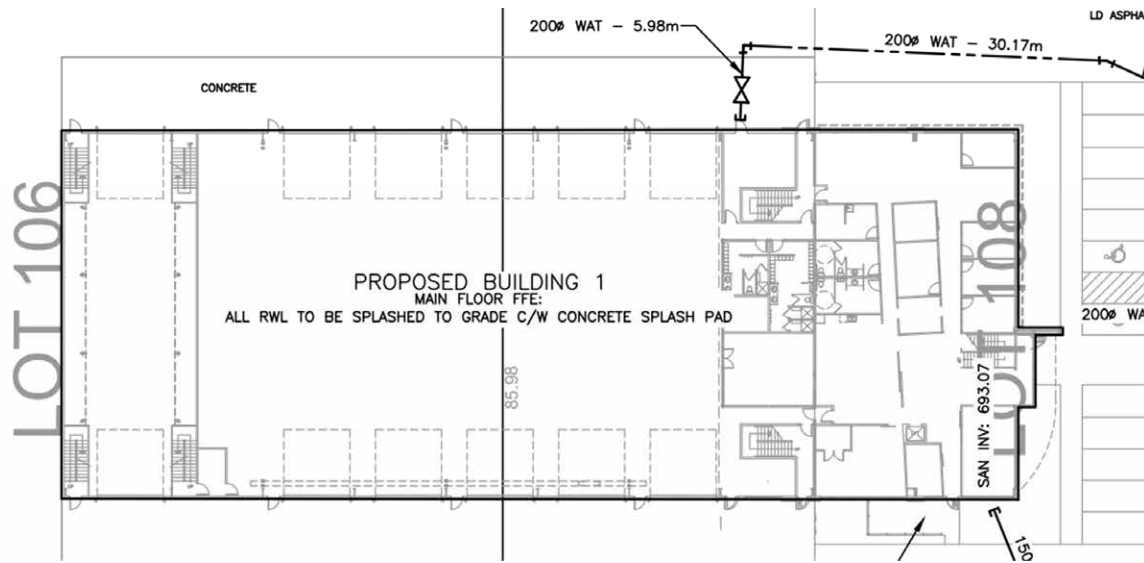 200ø WAT - 5.98m
LD ASPHA
200ø WAT - 30.17m
CONCRETE
LOT 106
LOT 108
PROPOSED BUILDING 1
MAIN FLOOR FFE:
ALL RWL TO BE SPLASHED TO GRADE C/W CONCRETE SPLASH PAD
200ø WA
85.98
SAN INV: 693.07
150